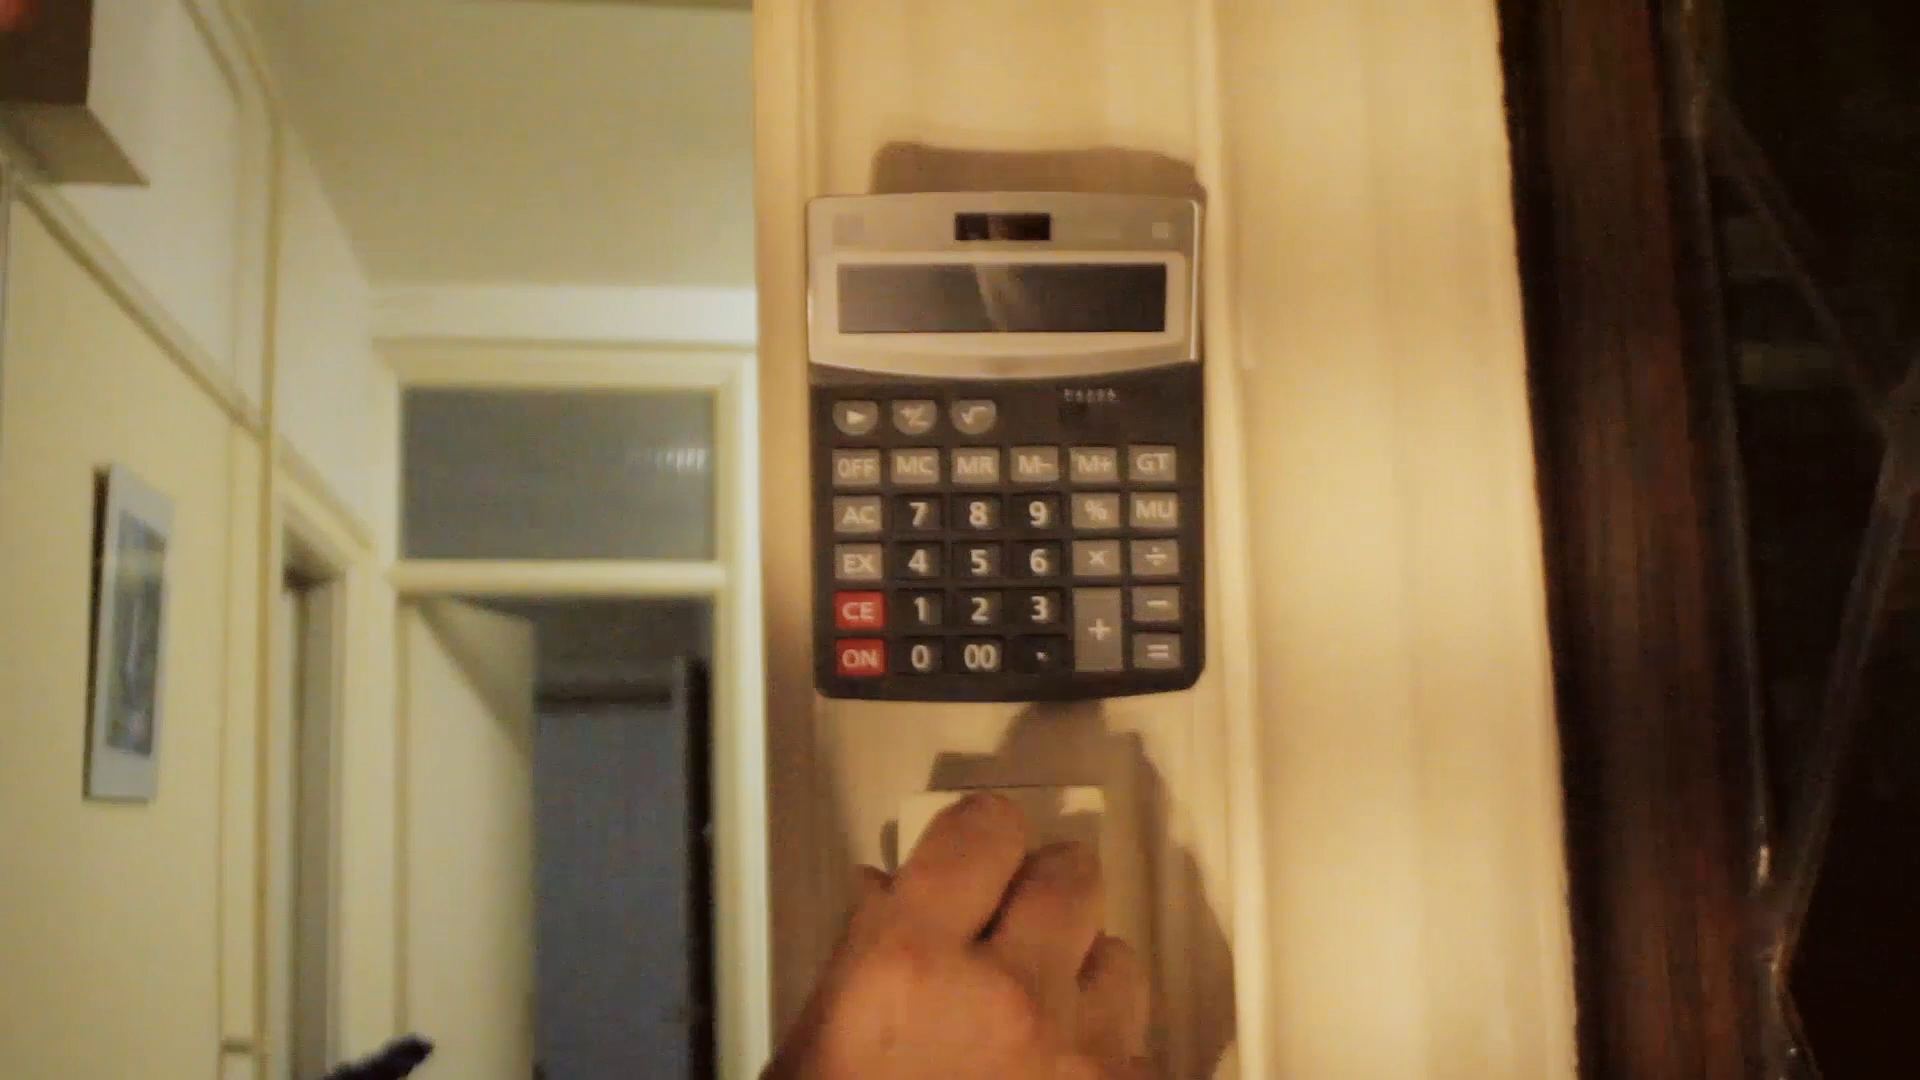 ► +/- √
OFF MC MR M- M+ GT
AC 7 8 9 % MU
EX 4 5 6 × ÷
CE 1 2 3 + −
ON 0 00 . =